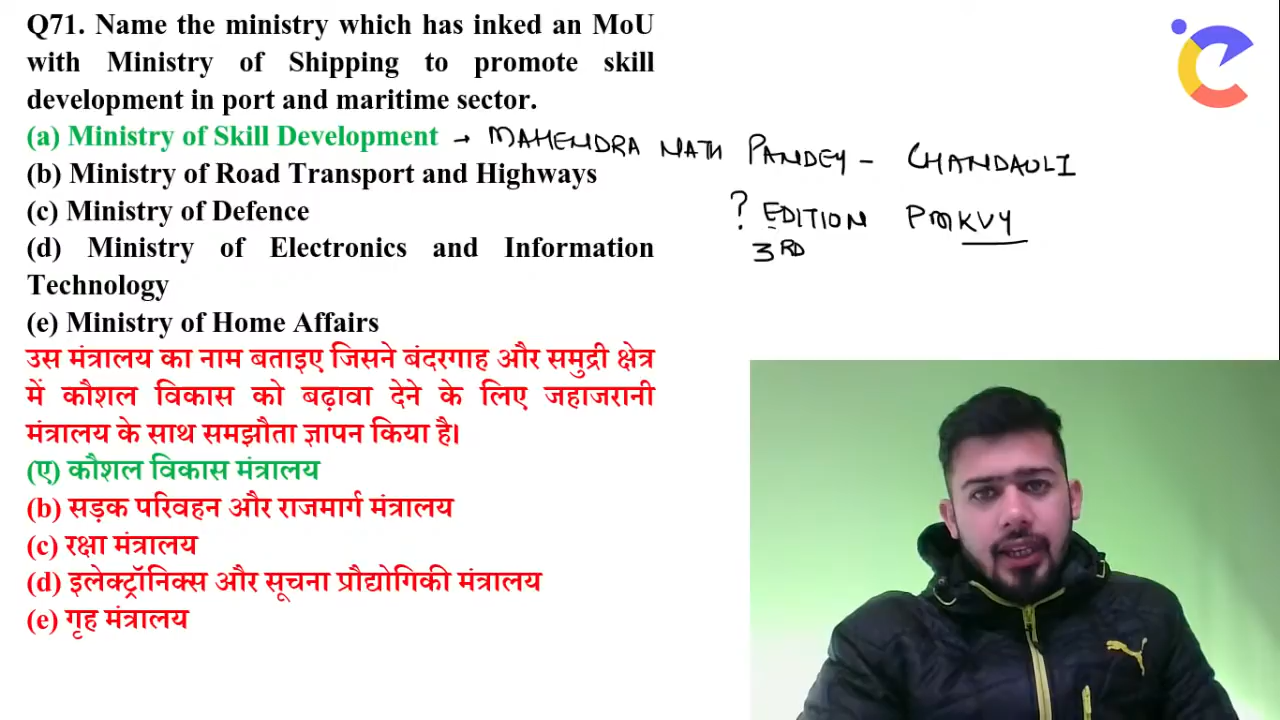 Q71. Name the ministry which has inked an MoU
with Ministry of Shipping to promote skill
development in port and maritime sector.
(a) Ministry of Skill Development → MAHENDRA NATH PANDEY - CHANDAULI
(b) Ministry of Road Transport and Highways
(c) Ministry of Defence
? EDITION PMKVY
3RD
(d) Ministry of Electronics and Information
Technology
(e) Ministry of Home Affairs
उस मंत्रालय का नाम बताइए जिसने बंदरगाह और समुद्री क्षेत्र
में कौशल विकास को बढ़ावा देने के लिए जहाजरानी
मंत्रालय के साथ समझौता ज्ञापन किया है।
(ए) कौशल विकास मंत्रालय
(b) सड़क परिवहन और राजमार्ग मंत्रालय
(c) रक्षा मंत्रालय
(d) इलेक्ट्रॉनिक्स और सूचना प्रौद्योगिकी मंत्रालय
(e) गृह मंत्रालय